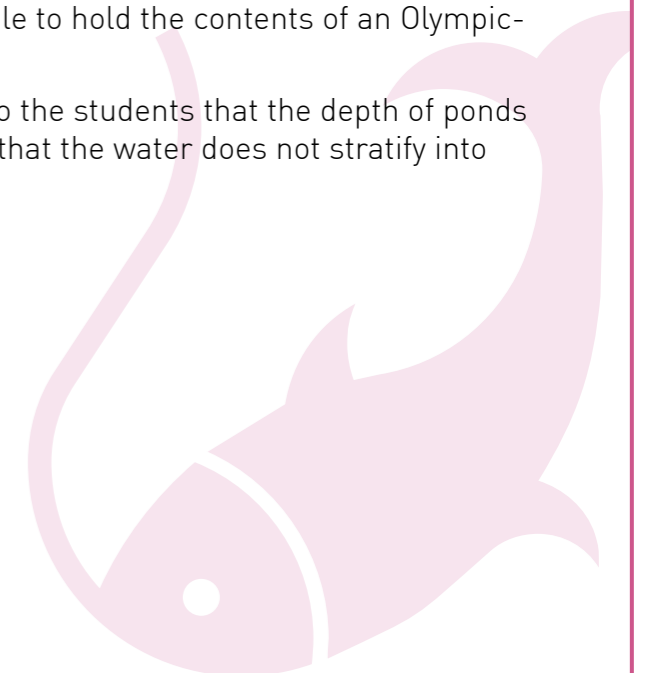 le to hold the contents of an Olympic-
o the students that the depth of ponds
that the water does not stratify into